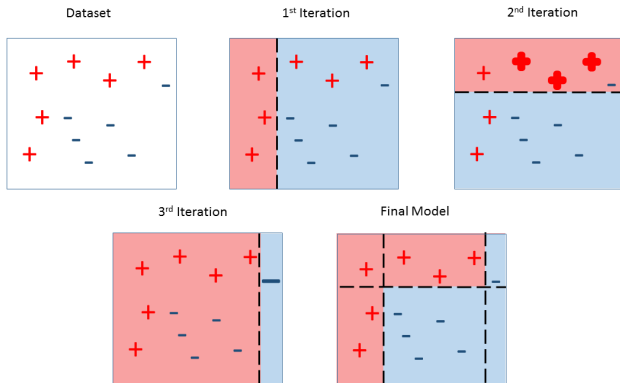 Dataset
1st Iteration
2nd Iteration
3rd Iteration
Final Model